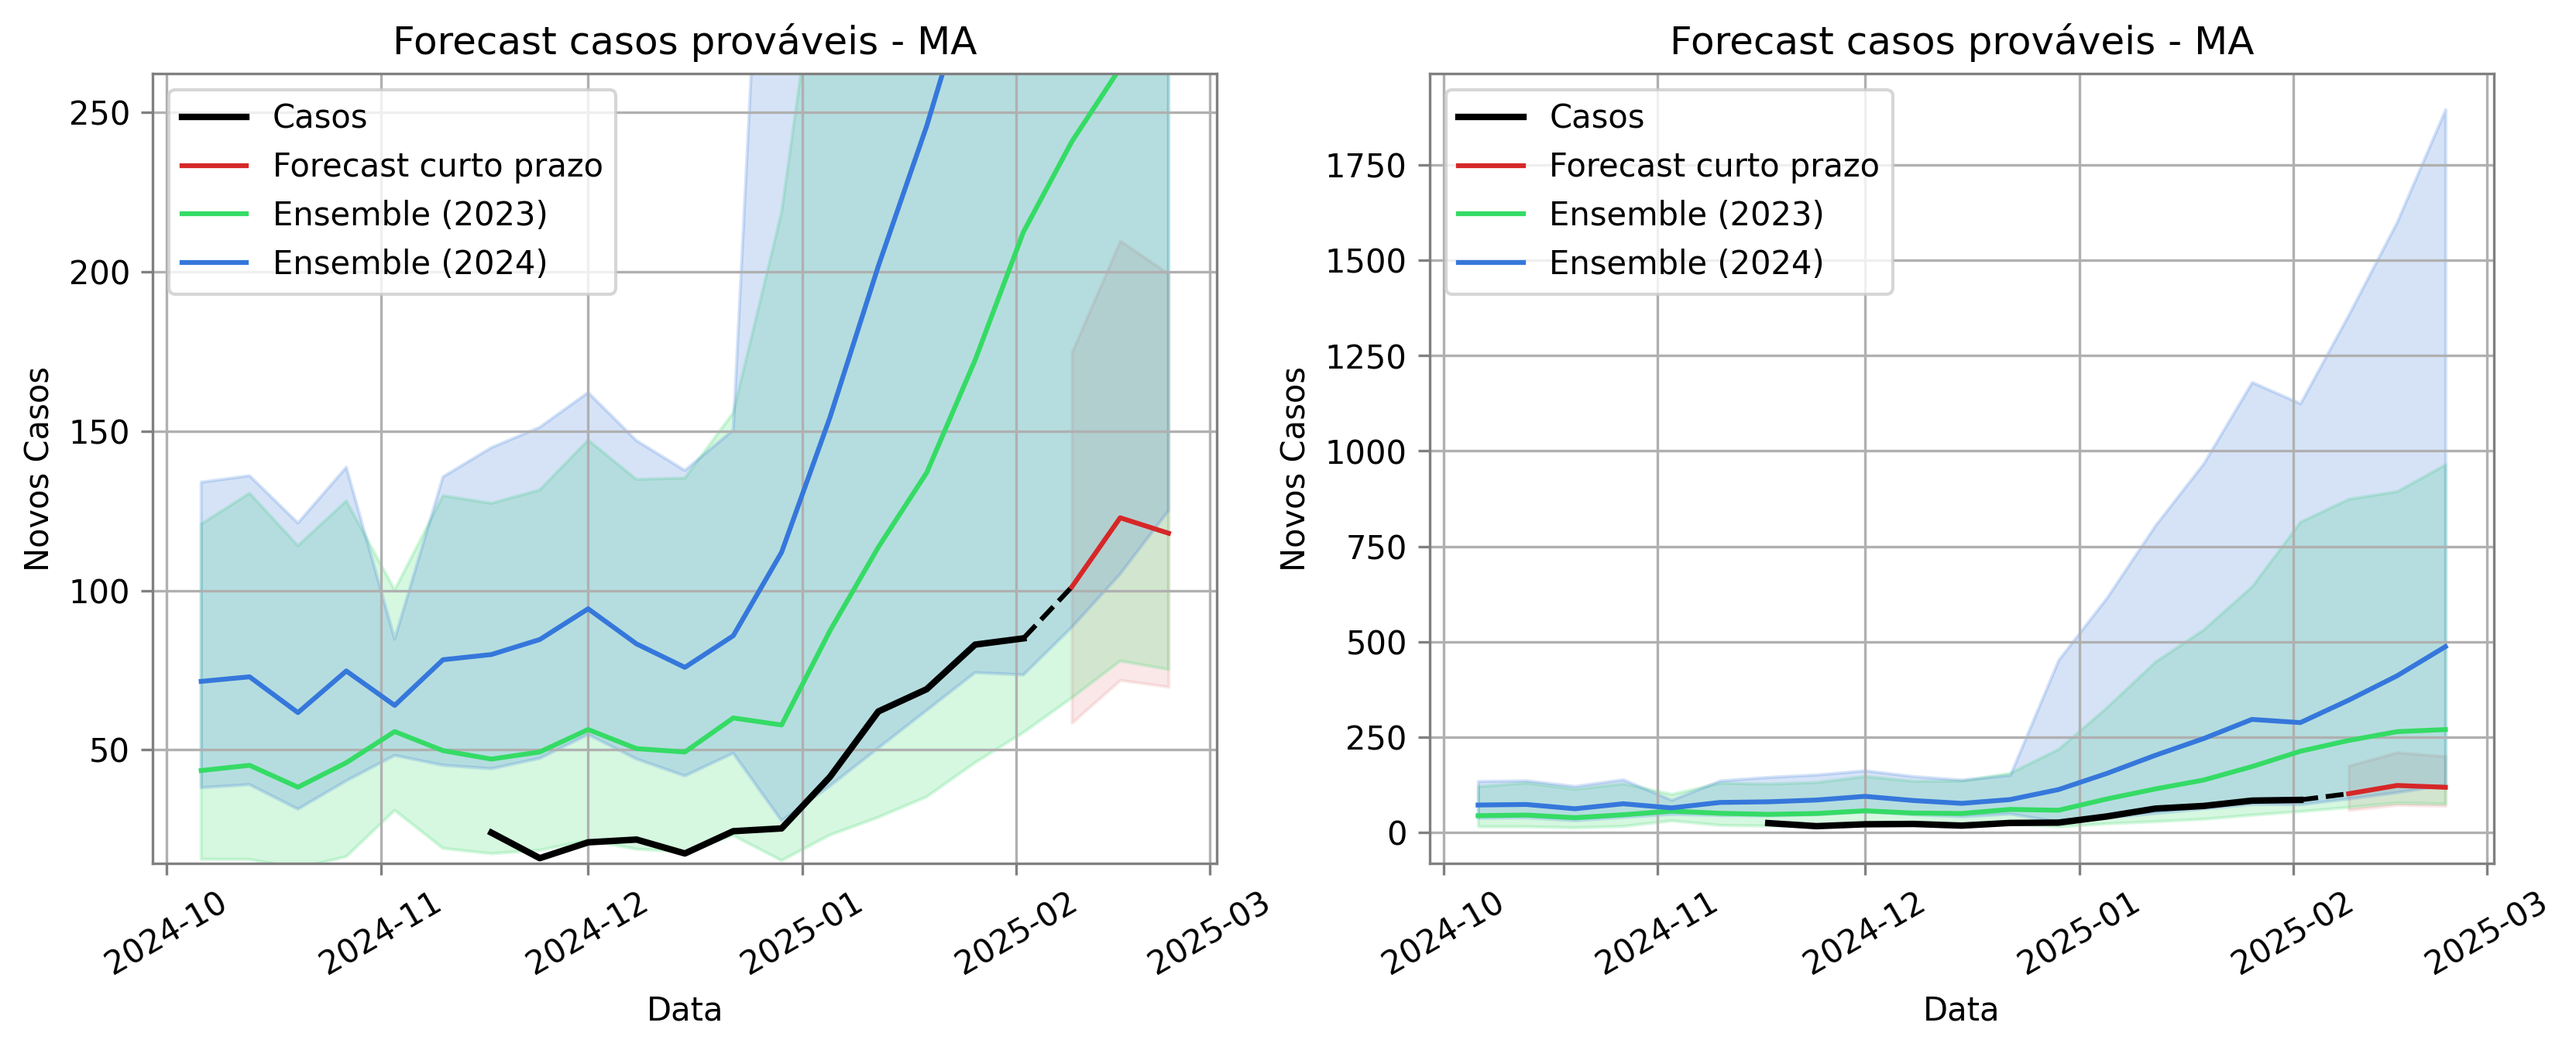 Forecast casos prováveis - MA
Novos Casos
250
200
150
100
50
Casos
Forecast curto prazo
Ensemble (2023)
Ensemble (2024)
2024-10
2024-11
2024-12
2025-01
2025-02
2025-03
Data
Forecast casos prováveis - MA
Novos Casos
1750
1500
1250
1000
750
500
250
0
Casos
Forecast curto prazo
Ensemble (2023)
Ensemble (2024)
2024-10
2024-11
2024-12
2025-01
2025-02
2025-03
Data